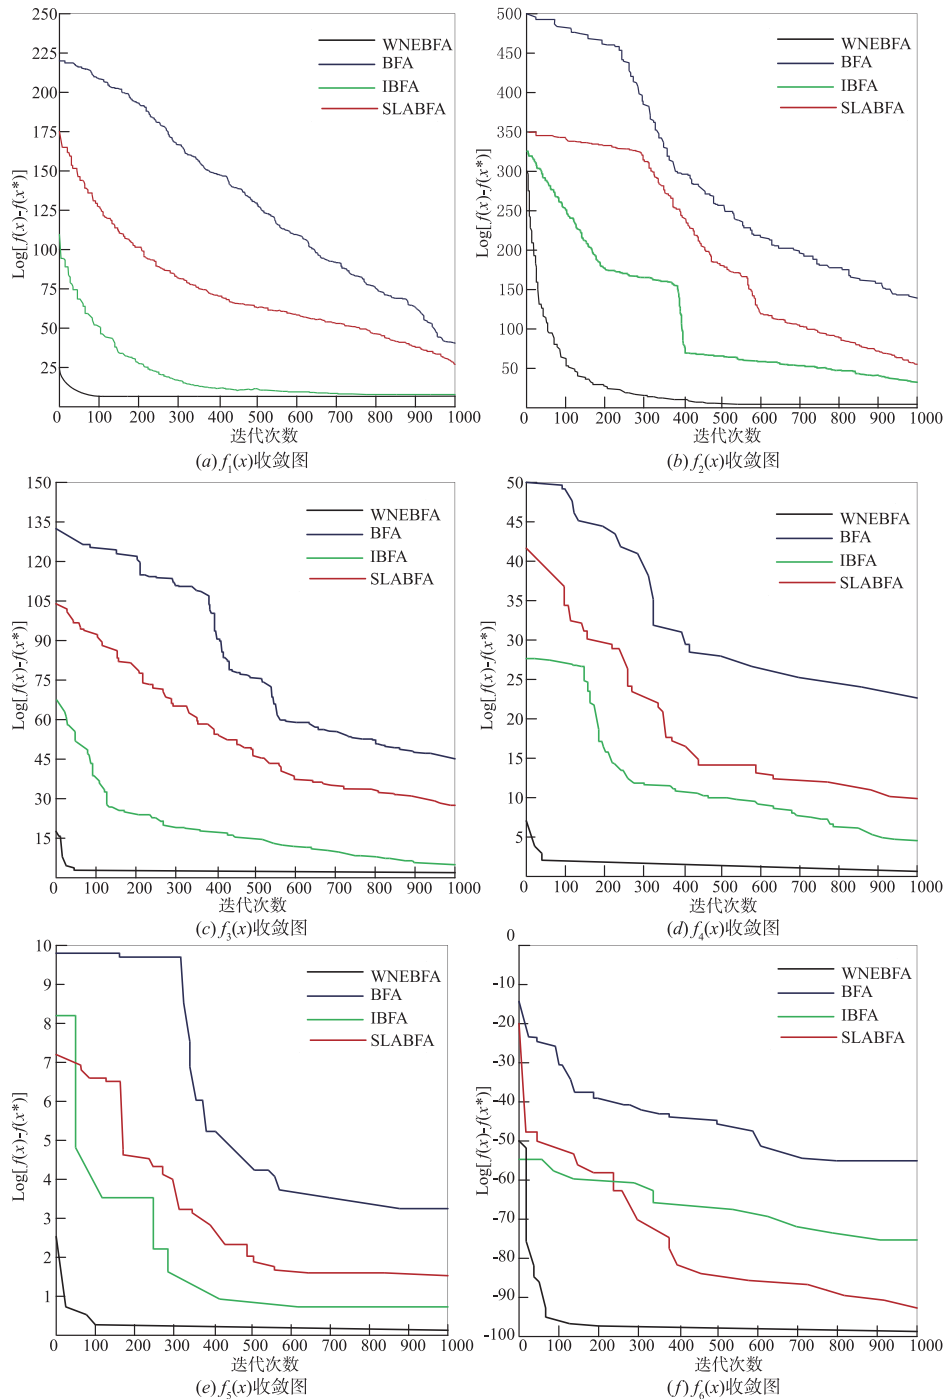 250
225
200
175
150
125
100
75
50
25
Log[f(x)-f(x*)]
WNEBFA
BFA
IBFA
SLABFA
0 100 200 300 400 500 600 700 800 900 1000
迭代次数
(a) f1(x)收敛图
500
450
400
350
300
250
200
150
100
50
Log[f(x)-f(x*)]
WNEBFA
BFA
IBFA
SLABFA
0 100 200 300 400 500 600 700 800 900 1000
迭代次数
(b) f2(x)收敛图
150
135
120
105
90
75
60
45
30
15
Log[f(x)-f(x*)]
WNEBFA
BFA
IBFA
SLABFA
0 100 200 300 400 500 600 700 800 900 1000
迭代次数
(c) f3(x)收敛图
50
45
40
35
30
25
20
15
10
5
Log[f(x)-f(x*)]
WNEBFA
BFA
IBFA
SLABFA
0 100 200 300 400 500 600 700 800 900 1000
迭代次数
(d) f4(x)收敛图
10
9
8
7
6
5
4
3
2
1
Log[f(x)-f(x*)]
WNEBFA
BFA
IBFA
SLABFA
0 100 200 300 400 500 600 700 800 900 1000
迭代次数
(e) f5(x)收敛图
0
-10
-20
-30
-40
-50
-60
-70
-80
-90
-100
Log[f(x)-f(x*)]
WNEBFA
BFA
IBFA
SLABFA
100 200 300 400 500 600 700 800 900 1000
迭代次数
(f) f6(x)收敛图